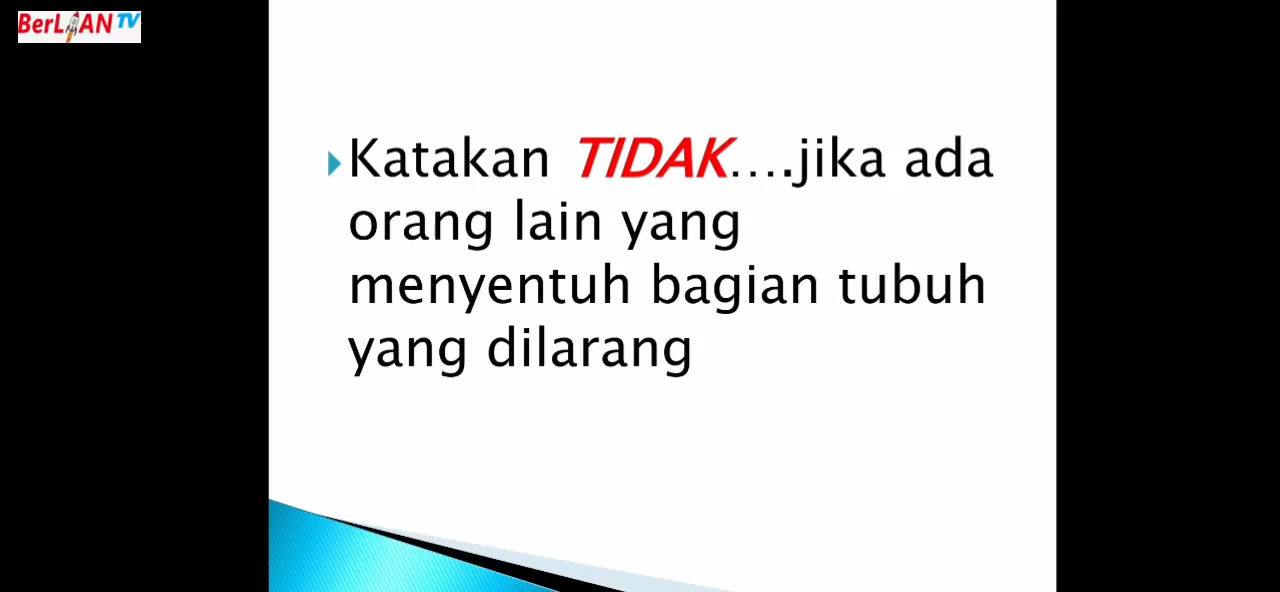 BerLIAN TV
Katakan TIDAK....jika ada
orang lain yang
menyentuh bagian tubuh
yang dilarang